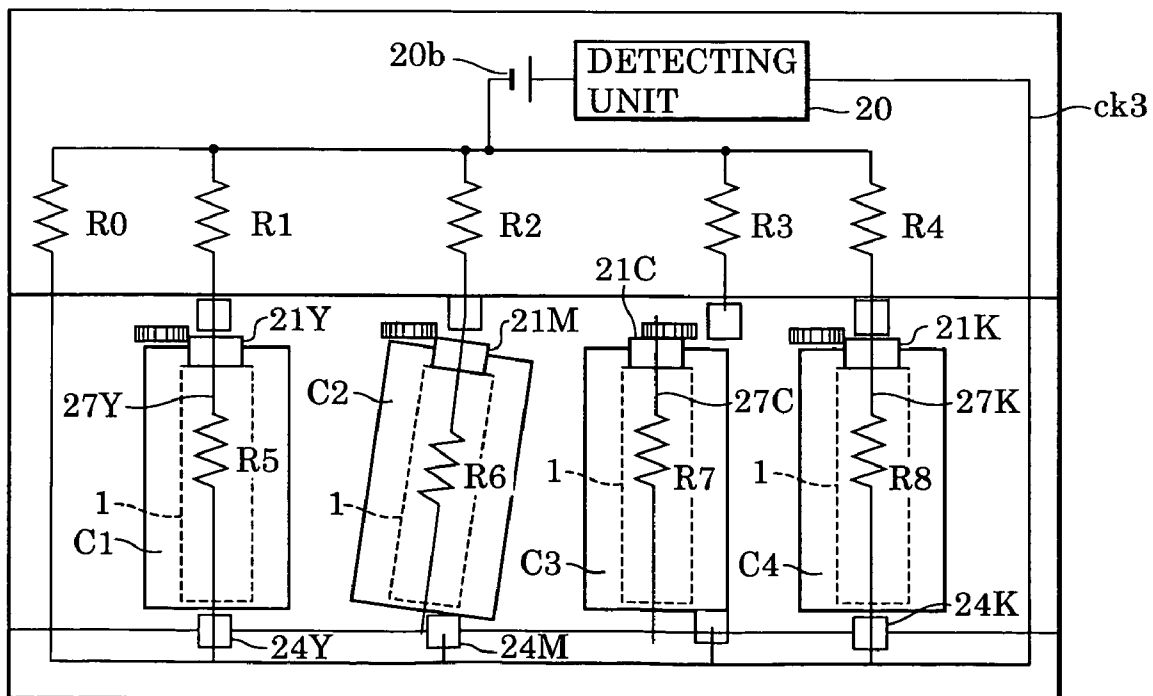 20b
DETECTING
UNIT
20
ck3
R0
R1
R2
R3
R4
21C
21Y
21M
21K
27Y
C2
27C
27K
R5
R6
R7
R8
1
1
1
1
C1
C3
C4
24Y
24M
24K